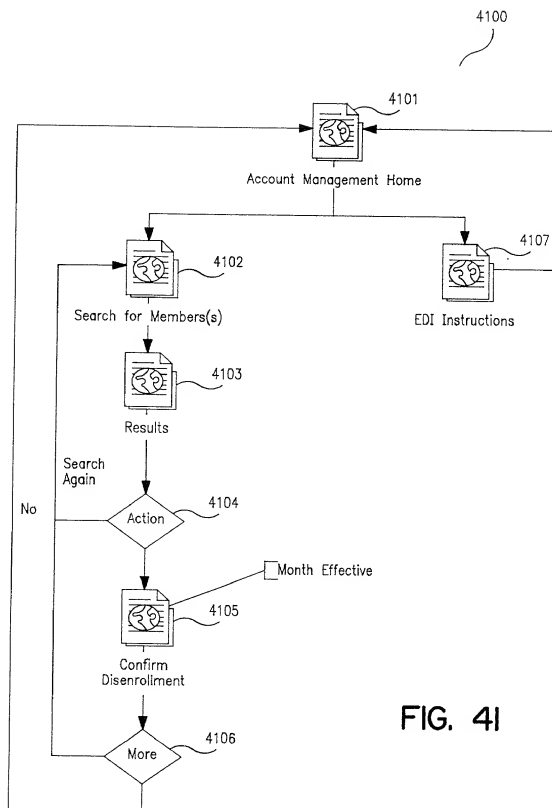 4100
4101
Account Management Home
4102
4107
Search for Members(s)
EDI Instructions
4103
Results
Search
Again
No
Action
4104
Month Effective
4105
Confirm
Disenrollment
More
4106
FIG. 41